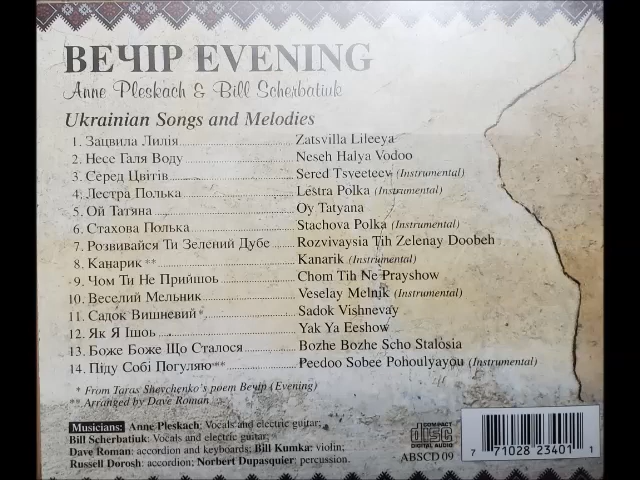 ВЕЧІР EVENING
Anne Pleskach & Bill Scherbatiuk
Ukrainian Songs and Melodies
1. Зацвила Лилія Zatsvilla Lileeya
2. Несе Галя Воду Neseh Halya Vodoo
3. Серед Цвітів Sered Tsveeteev (Instrumental)
4. Лестра Полька Lestra Polka (Instrumental)
5. Ой Татяна Oy Tatyana
6. Стахова Полька Stachova Polka (Instrumental)
7. Розвивайся Ти Зелений Дубе Rozvivaysia Tih Zelenay Doobeh
8. Канарик ** Kanarik (Instrumental)
9. Чом Ти Не Прийшоь Chom Tih Ne Prayshow
10. Веселий Мельник Veselay Melnik (Instrumental)
11. Садок Вишневий * Sadok Vishnevay
12. Як Я Ішоь Yak Ya Eeshow
13. Боже Боже Що Сталося Bozhe Bozhe Scho Stalosia
14. Піду Собі Погуляю ** Peedoo Sobee Pohoulyayou (Instrumental)
* From Taras Shevchenko's poem Вечір (Evening)
** Arranged by Dave Roman
Musicians: Anne Pleskach: Vocals and electric guitar;
Bill Scherbatiuk: Vocals and electric guitar;
Dave Roman: accordion and keyboards; Bill Kumka: violin;
Russell Dorosh: accordion; Norbert Dupasquier: percussion.
COMPACT
disc
DIGITAL AUDIO
ABSCD 09
7 71028 23401 1